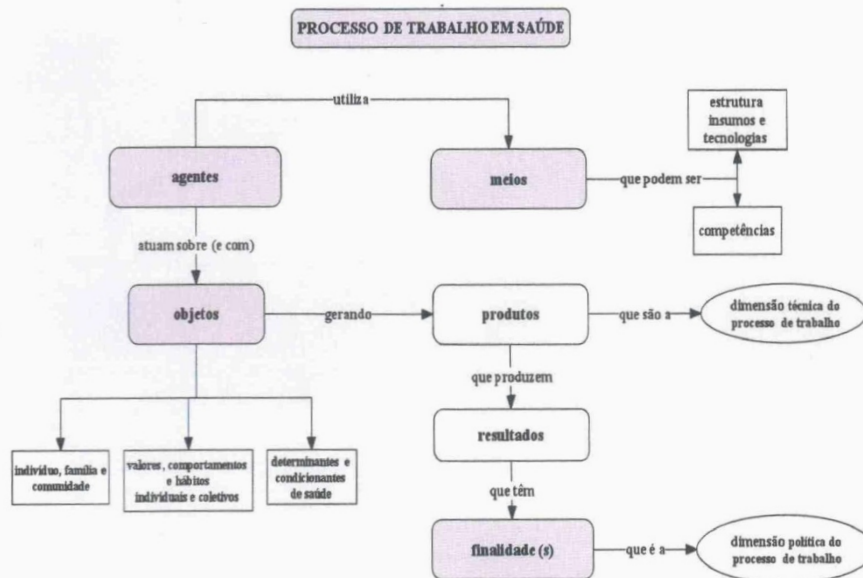 PROCESSO DE TRABALHO EM SAÚDE
utiliza
estrutura
insumos e
tecnologias
agentes
meios
que podem ser
competências
atuam sobre (e com)
objetos
gerando
produtos
que são a
dimensão técnica do
processo de trabalho
que produzem
resultados
indivíduo, família e
comunidade
valores, comportamentos
e hábitos
individuais e coletivos
determinantes e
condicionantes
de saúde
que têm
finalidade (s)
que é a
dimensão política do
processo de trabalho